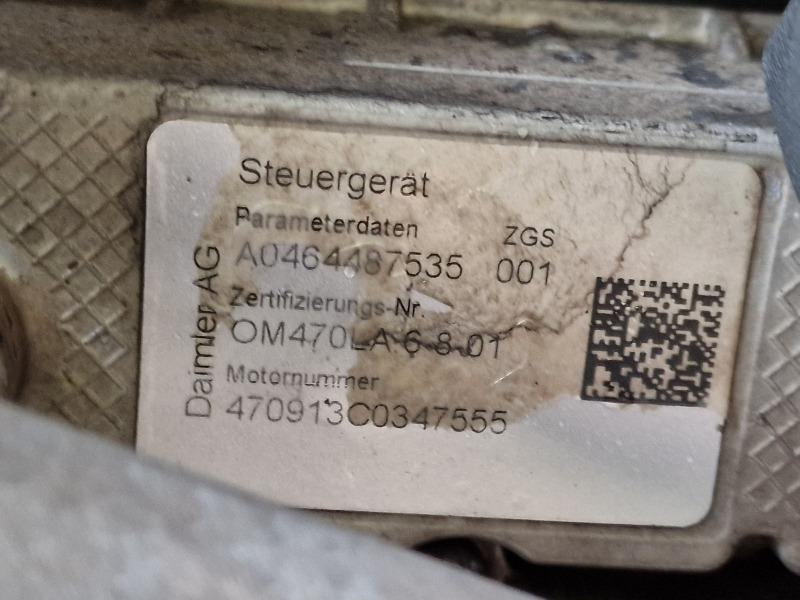 Steuergerät
Parameterdaten ZGS
A0464487535 001
Zertifizierungs-Nr.
OM470LA.6-8-01
Motornummer
470913C0347555
Daimler AG